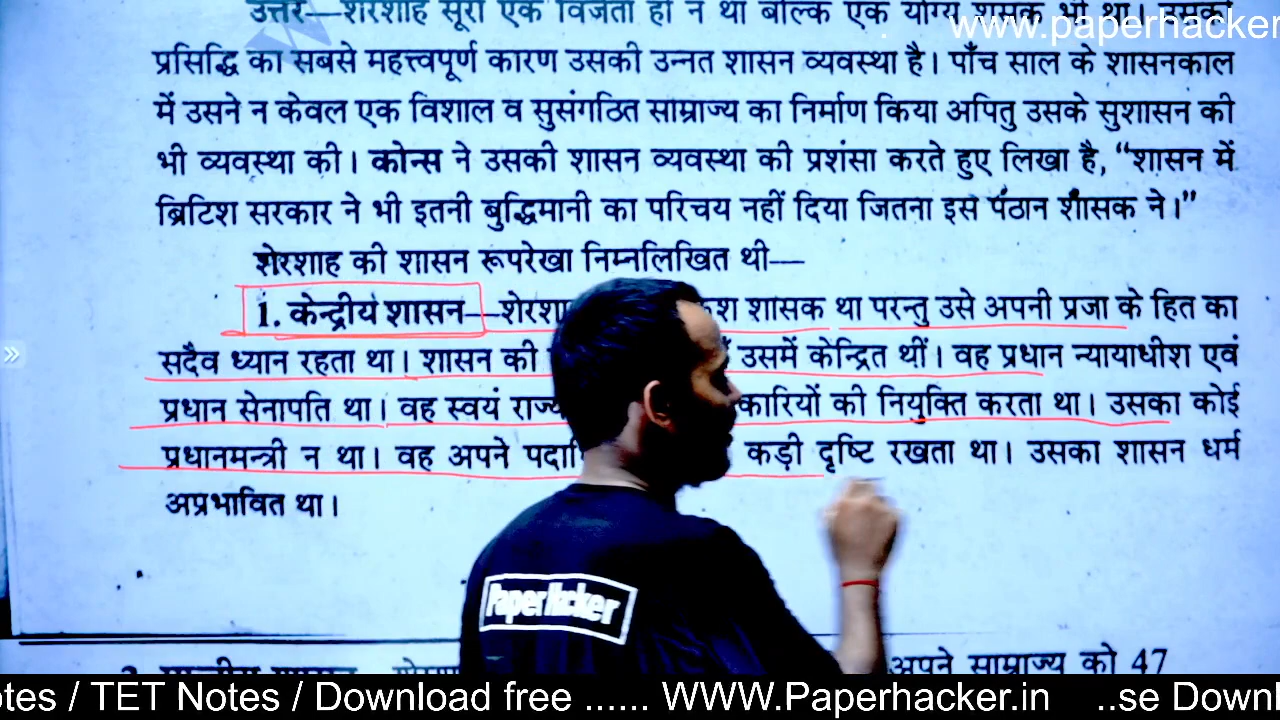 उत्तर—शेरशाह सूरी एक विजेता ही न था बल्कि एक योग्य शासक भी था। उसकी
www.paperhacker
प्रसिद्धि का सबसे महत्त्वपूर्ण कारण उसकी उन्नत शासन व्यवस्था है। पाँच साल के शासनकाल
में उसने न केवल एक विशाल व सुसंगठित साम्राज्य का निर्माण किया अपितु उसके सुशासन की
भी व्यवस्था की। कोन्स ने उसकी शासन व्यवस्था की प्रशंसा करते हुए लिखा है, “शासन में
ब्रिटिश सरकार ने भी इतनी बुद्धिमानी का परिचय नहीं दिया जितना इस पठान शासक ने।”
शेरशाह की शासन रूपरेखा निम्नलिखित थी—
1. केन्द्रीय शासन—शेरशा शासक था परन्तु उसे अपनी प्रजा के हित का
सदैव ध्यान रहता था। शासन की उसमें केन्द्रित थीं। वह प्रधान न्यायाधीश एवं
प्रधान सेनापति था। वह स्वयं राज्य कारियों की नियुक्ति करता था। उसका कोई
प्रधानमन्त्री न था। वह अपने पदाधि कड़ी दृष्टि रखता था। उसका शासन धर्म
अप्रभावित था।
PaperHacker
अपने साम्राज्य को 47
otes / TET Notes / Download free ...... WWW.Paperhacker.in ..se Downl